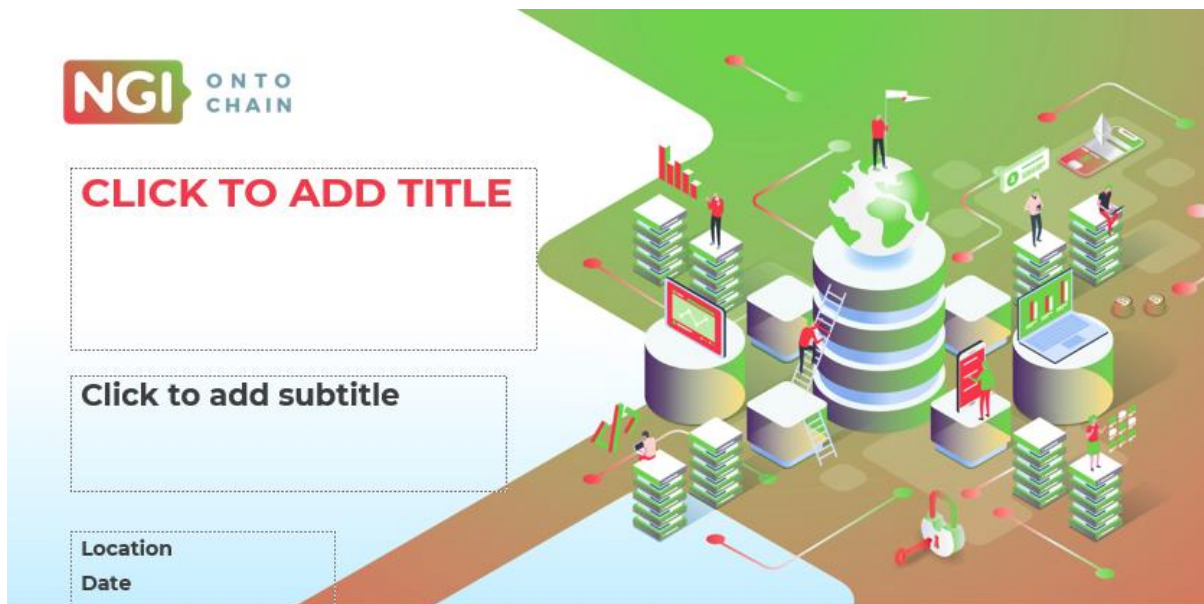 NGI
ONTO
CHAIN
CLICK TO ADD TITLE
Click to add subtitle
Location
Date